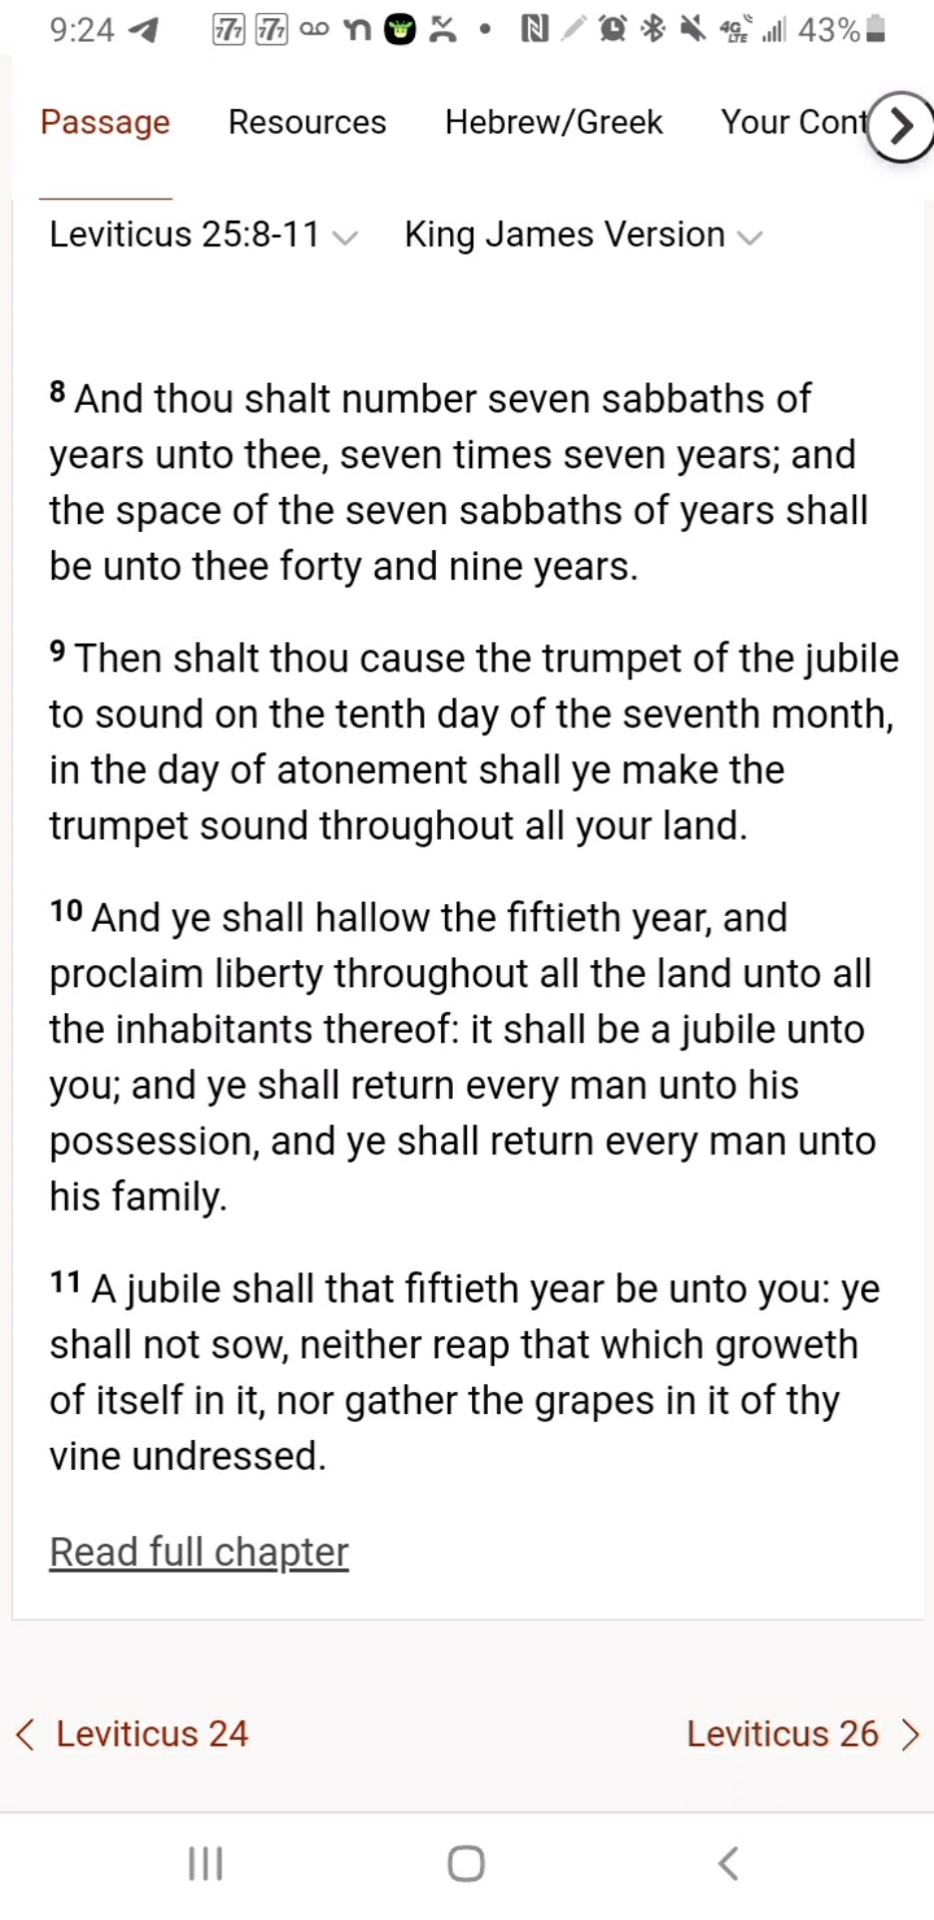 9:24 777 777 n N 4G LTE 43%
Passage Resources Hebrew/Greek Your Cont
Leviticus 25:8-11 King James Version
8 And thou shalt number seven sabbaths of
years unto thee, seven times seven years; and
the space of the seven sabbaths of years shall
be unto thee forty and nine years.
9 Then shalt thou cause the trumpet of the jubile
to sound on the tenth day of the seventh month,
in the day of atonement shall ye make the
trumpet sound throughout all your land.
10 And ye shall hallow the fiftieth year, and
proclaim liberty throughout all the land unto all
the inhabitants thereof: it shall be a jubile unto
you; and ye shall return every man unto his
possession, and ye shall return every man unto
his family.
11 A jubile shall that fiftieth year be unto you: ye
shall not sow, neither reap that which groweth
of itself in it, nor gather the grapes in it of thy
vine undressed.
Read full chapter
Leviticus 24 Leviticus 26